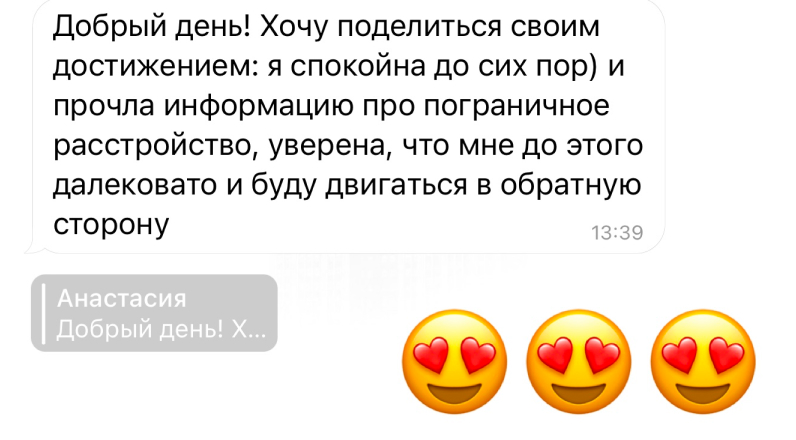 Добрый день! Хочу поделиться своим
достижением: я спокойна до сих пор) и
прочла информацию про пограничное
расстройство, уверена, что мне до этого
далековато и буду двигаться в обратную
сторону
13:39
Анастасия
Добрый день! Х...
😍😍😍